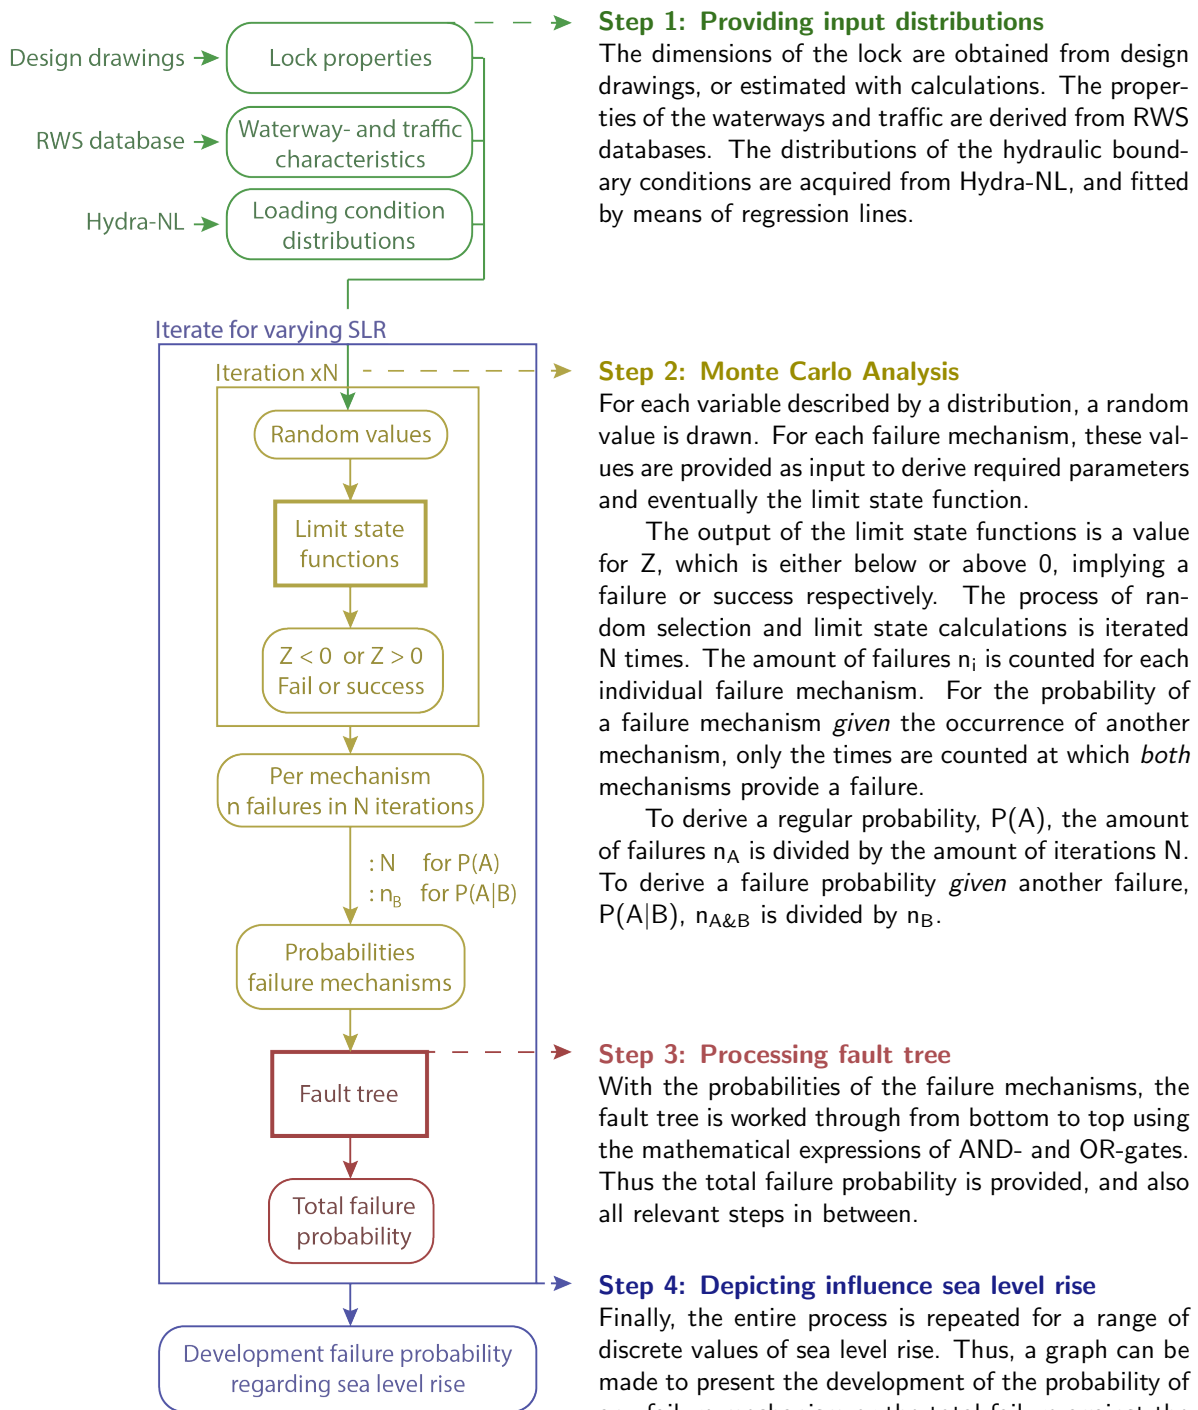 Design drawings
Lock properties
RWS database
Waterway- and traffic
characteristics
Hydra-NL
Loading condition
distributions
Iterate for varying SLR
Iteration xN
Random values
Limit state
functions
Z < 0 or Z > 0
Fail or success
Per mechanism
n failures in N iterations
: N for P(A)
: n_B for P(A|B)
Probabilities
failure mechanisms
Fault tree
Total failure
probability
Development failure probability
regarding sea level rise
Step 1: Providing input distributions
The dimensions of the lock are obtained from design
drawings, or estimated with calculations. The proper-
ties of the waterways and traffic are derived from RWS
databases. The distributions of the hydraulic bound-
ary conditions are acquired from Hydra-NL, and fitted
by means of regression lines.
Step 2: Monte Carlo Analysis
For each variable described by a distribution, a random
value is drawn. For each failure mechanism, these val-
ues are provided as input to derive required parameters
and eventually the limit state function.
The output of the limit state functions is a value
for Z, which is either below or above 0, implying a
failure or success respectively. The process of ran-
dom selection and limit state calculations is iterated
N times. The amount of failures n_i is counted for each
individual failure mechanism. For the probability of
a failure mechanism given the occurrence of another
mechanism, only the times are counted at which both
mechanisms provide a failure.
To derive a regular probability, P(A), the amount
of failures n_A is divided by the amount of iterations N.
To derive a failure probability given another failure,
P(A|B), n_A&B is divided by n_B.
Step 3: Processing fault tree
With the probabilities of the failure mechanisms, the
fault tree is worked through from bottom to top using
the mathematical expressions of AND- and OR-gates.
Thus the total failure probability is provided, and also
all relevant steps in between.
Step 4: Depicting influence sea level rise
Finally, the entire process is repeated for a range of
discrete values of sea level rise. Thus, a graph can be
made to present the development of the probability of